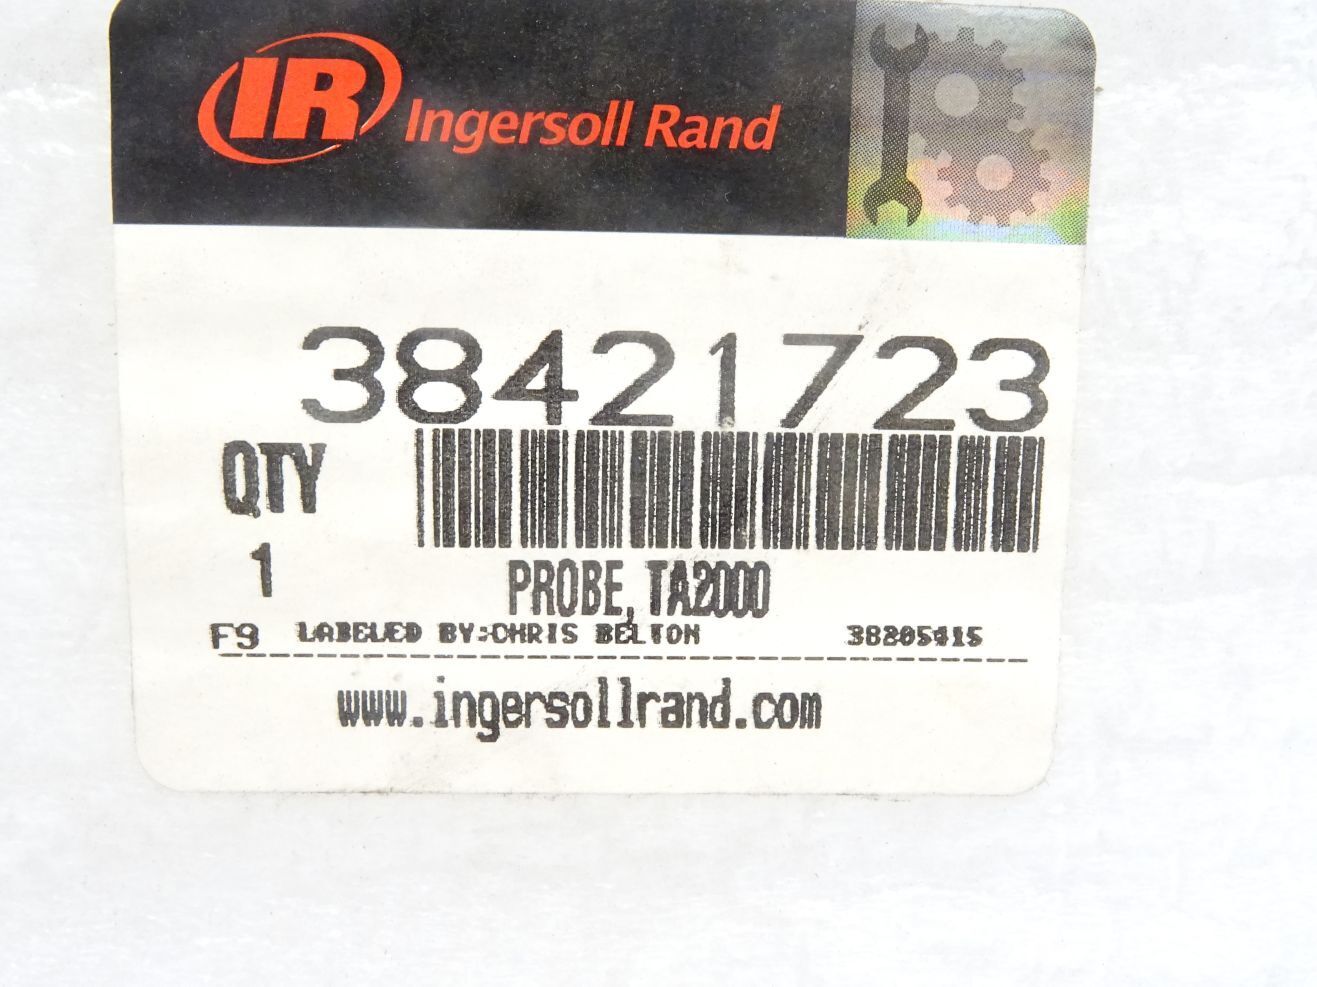 IR Ingersoll Rand
38421723
QTY
1
PROBE, TA2000
F9 LABELED BY:CHRIS BELTON 38205415
www.ingersollrand.com